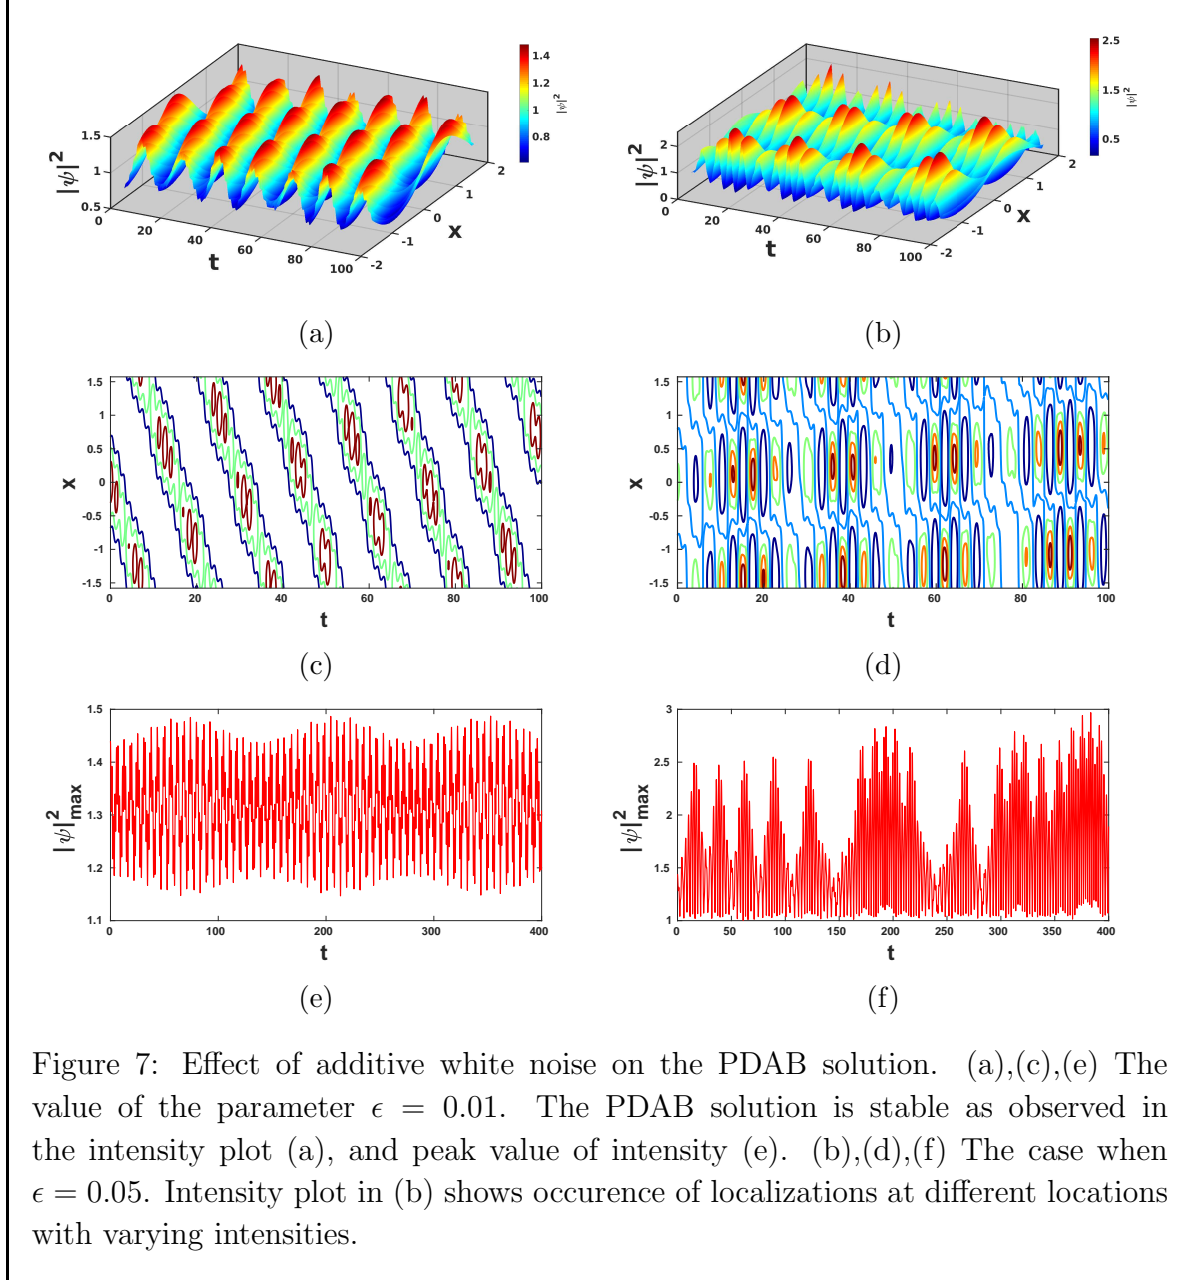 1.5
1
0.5
|ψ|²
0
20
40
60
80
100
t
-2
-1
0
1
2
x
1.4
1.2
1
0.8
|ψ|²
2
1
0
|ψ|²
0
20
40
60
80
100
t
-2
-1
0
1
2
x
2.5
1.5
0.5
|ψ|²
(a)
(b)
1.5
1
0.5
0
-0.5
-1
-1.5
x
0 20 40 60 80 100
t
1.5
1
0.5
0
-0.5
-1
-1.5
x
0 20 40 60 80 100
t
(c)
(d)
1.5
1.4
1.3
1.2
1.1
|ψ|²max
0 100 200 300 400
t
3
2.5
2
1.5
1
|ψ|²max
0 50 100 150 200 250 300 350 400
t
(e)
(f)
Figure 7: Effect of additive white noise on the PDAB solution. (a),(c),(e) The
value of the parameter ϵ = 0.01. The PDAB solution is stable as observed in
the intensity plot (a), and peak value of intensity (e). (b),(d),(f) The case when
ϵ = 0.05. Intensity plot in (b) shows occurence of localizations at different locations
with varying intensities.